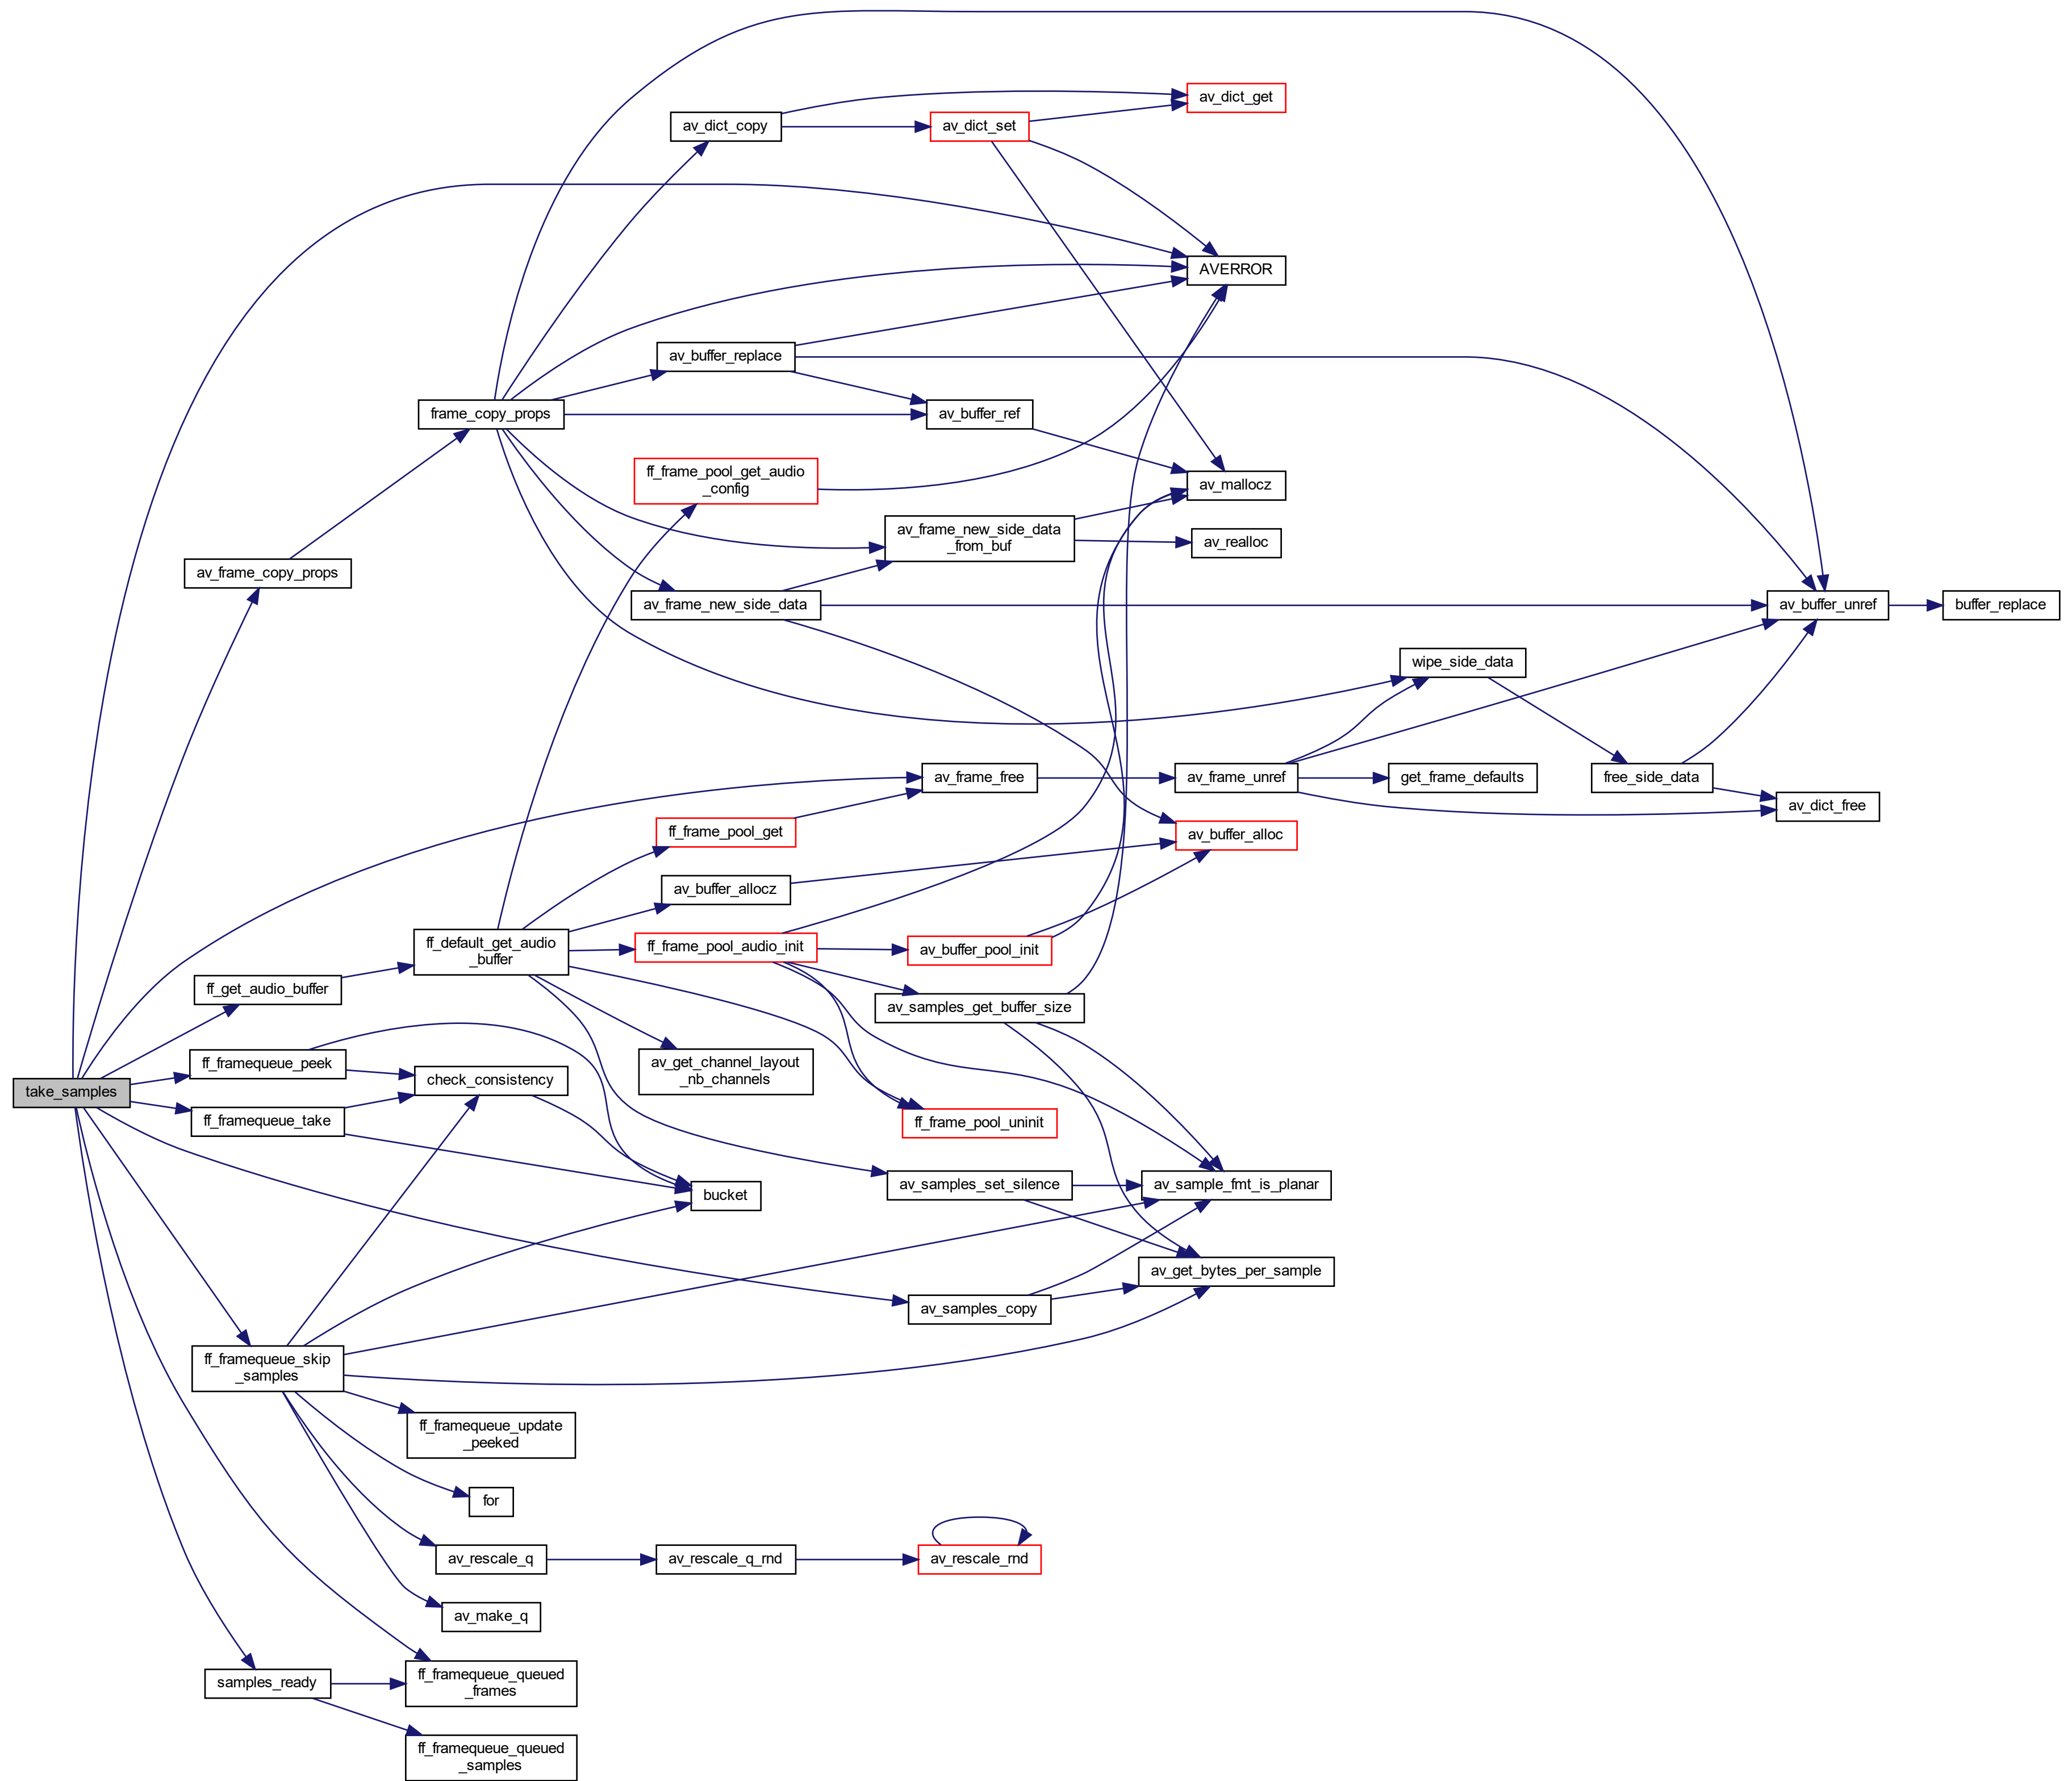 av_dict_get
av_dict_copy
av_dict_set
AVERROR
av_buffer_replace
frame_copy_props
av_buffer_ref
ff_frame_pool_get_audio
_config
av_mallocz
av_frame_new_side_data
_from_buf
av_realloc
av_frame_copy_props
av_frame_new_side_data
av_buffer_unref
buffer_replace
wipe_side_data
av_frame_free
av_frame_unref
get_frame_defaults
free_side_data
av_dict_free
ff_frame_pool_get
av_buffer_alloc
av_buffer_allocz
ff_default_get_audio
_buffer
ff_frame_pool_audio_init
av_buffer_pool_init
ff_get_audio_buffer
av_samples_get_buffer_size
ff_framequeue_peek
av_get_channel_layout
_nb_channels
check_consistency
take_samples
ff_framequeue_take
ff_frame_pool_uninit
av_samples_set_silence
av_sample_fmt_is_planar
bucket
av_get_bytes_per_sample
av_samples_copy
ff_framequeue_skip
_samples
ff_framequeue_update
_peeked
for
av_rescale_q
av_rescale_q_rnd
av_rescale_rnd
av_make_q
samples_ready
ff_framequeue_queued
_frames
ff_framequeue_queued
_samples